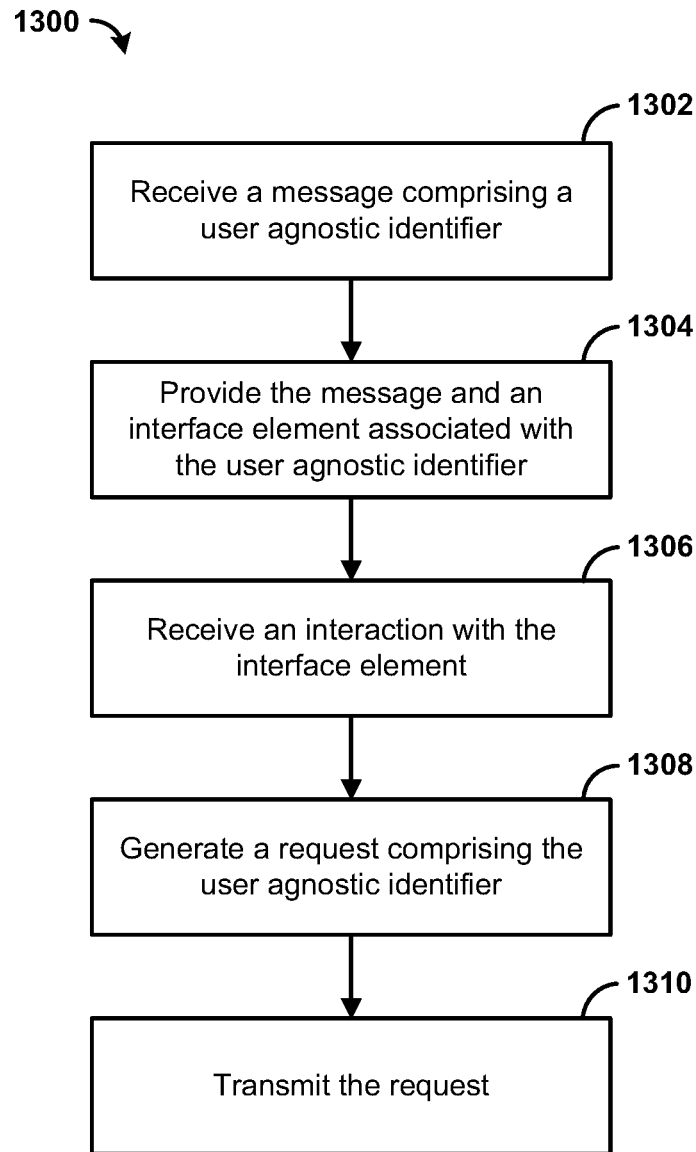 1300
1302
Receive a message comprising a
user agnostic identifier
1304
Provide the message and an
interface element associated with
the user agnostic identifier
1306
Receive an interaction with the
interface element
1308
Generate a request comprising the
user agnostic identifier
1310
Transmit the request